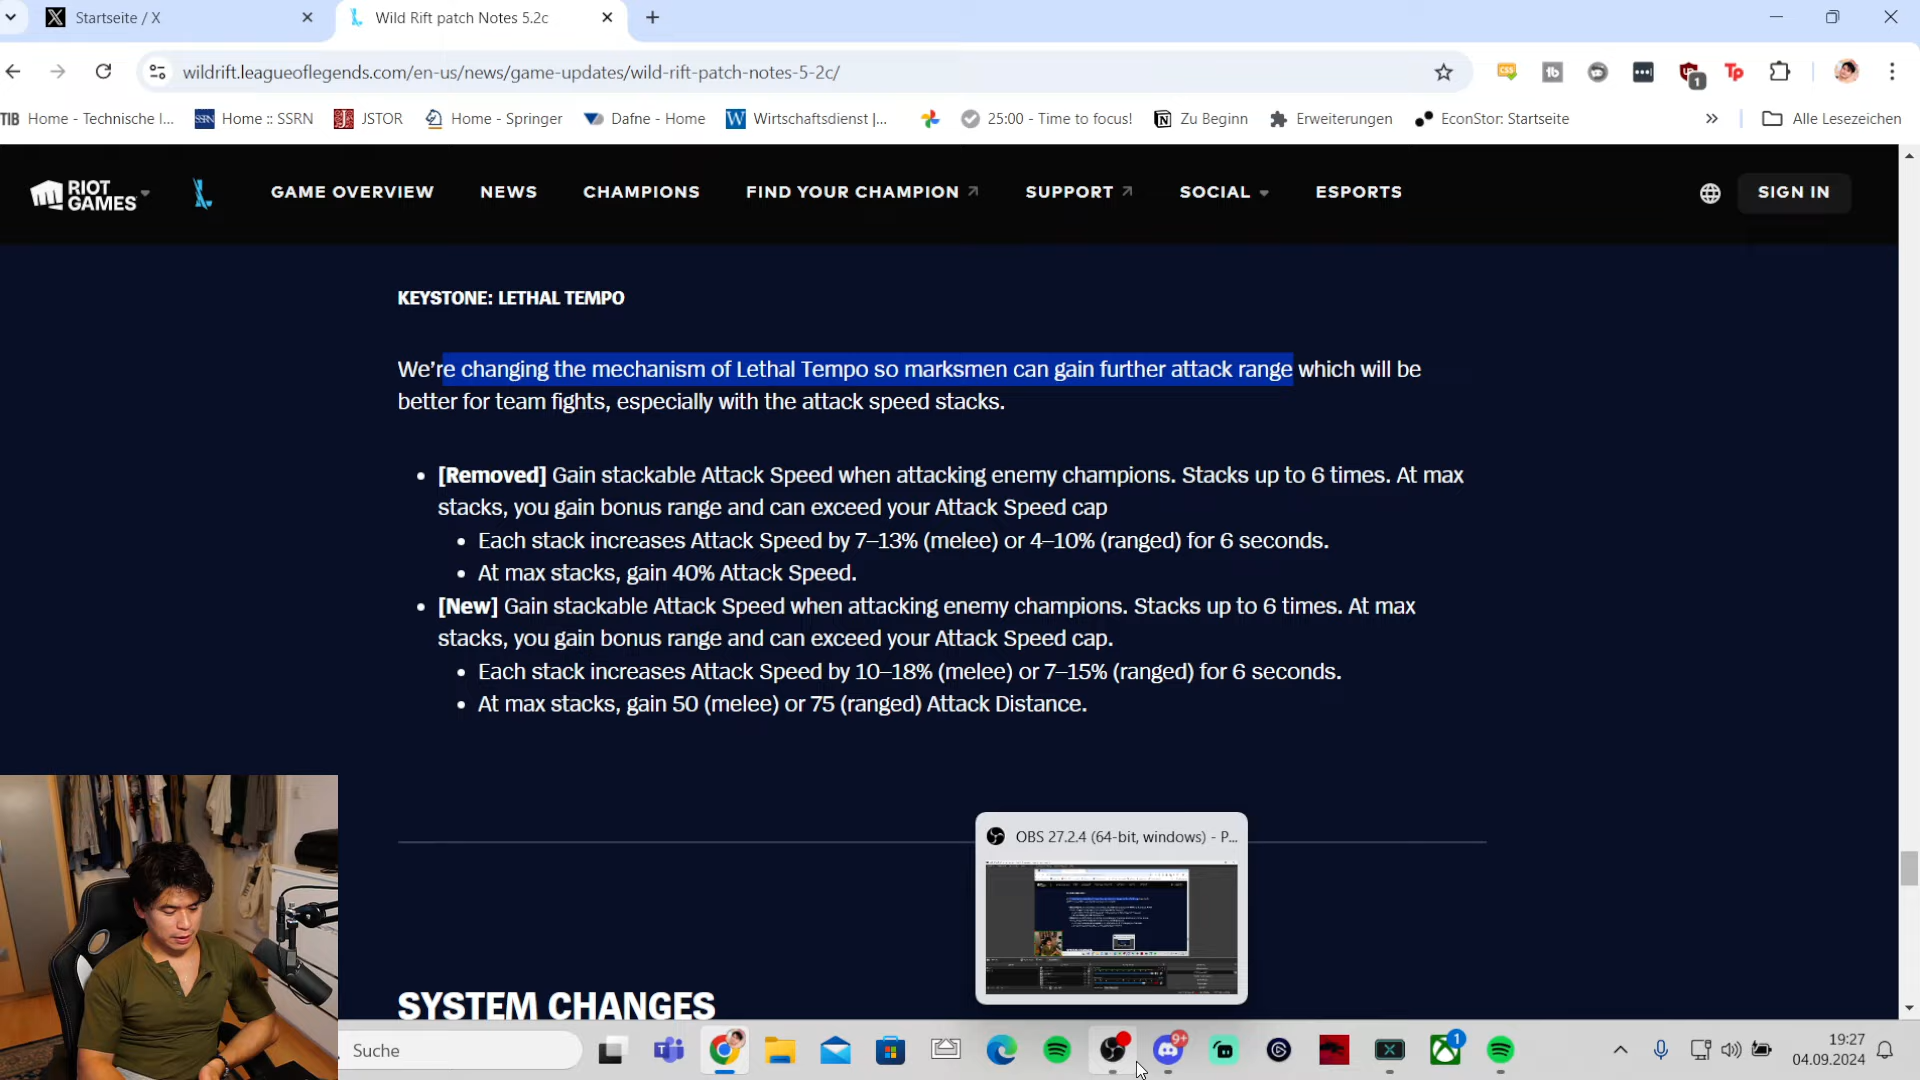 Startseite / X
Wild Rift patch Notes 5.2c
wildrift.leagueoflegends.com/en-us/news/game-updates/wild-rift-patch-notes-5-2c/
1
TIB Home - Technische I...
SSRN Home :: SSRN
JSTOR
Home - Springer
Dafne - Home
W Wirtschaftsdienst |...
25:00 - Time to focus!
Zu Beginn
Erweiterungen
EconStor: Startseite
Alle Lesezeichen
RIOT GAMES
GAME OVERVIEW
NEWS
CHAMPIONS
FIND YOUR CHAMPION
SUPPORT
SOCIAL
ESPORTS
SIGN IN
KEYSTONE: LETHAL TEMPO
We’re changing the mechanism of Lethal Tempo so marksmen can gain further attack range which will be
better for team fights, especially with the attack speed stacks.
• [Removed] Gain stackable Attack Speed when attacking enemy champions. Stacks up to 6 times. At max
stacks, you gain bonus range and can exceed your Attack Speed cap
• Each stack increases Attack Speed by 7–13% (melee) or 4–10% (ranged) for 6 seconds.
• At max stacks, gain 40% Attack Speed.
• [New] Gain stackable Attack Speed when attacking enemy champions. Stacks up to 6 times. At max
stacks, you gain bonus range and can exceed your Attack Speed cap.
• Each stack increases Attack Speed by 10–18% (melee) or 7–15% (ranged) for 6 seconds.
• At max stacks, gain 50 (melee) or 75 (ranged) Attack Distance.
OBS 27.2.4 (64-bit, windows) - P...
SYSTEM CHANGES
Suche
9+
1
19:27
04.09.2024